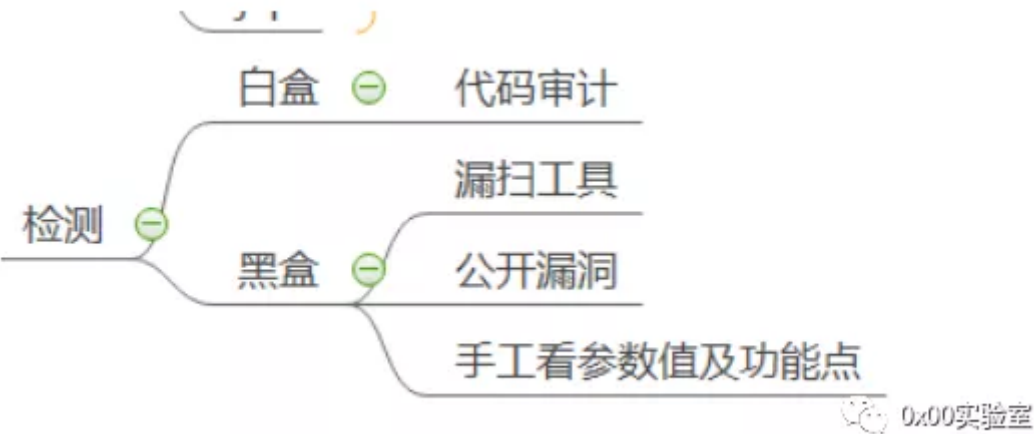 白盒
代码审计
漏扫工具
检测
黑盒
公开漏洞
手工看参数值及功能点
0x00实验室